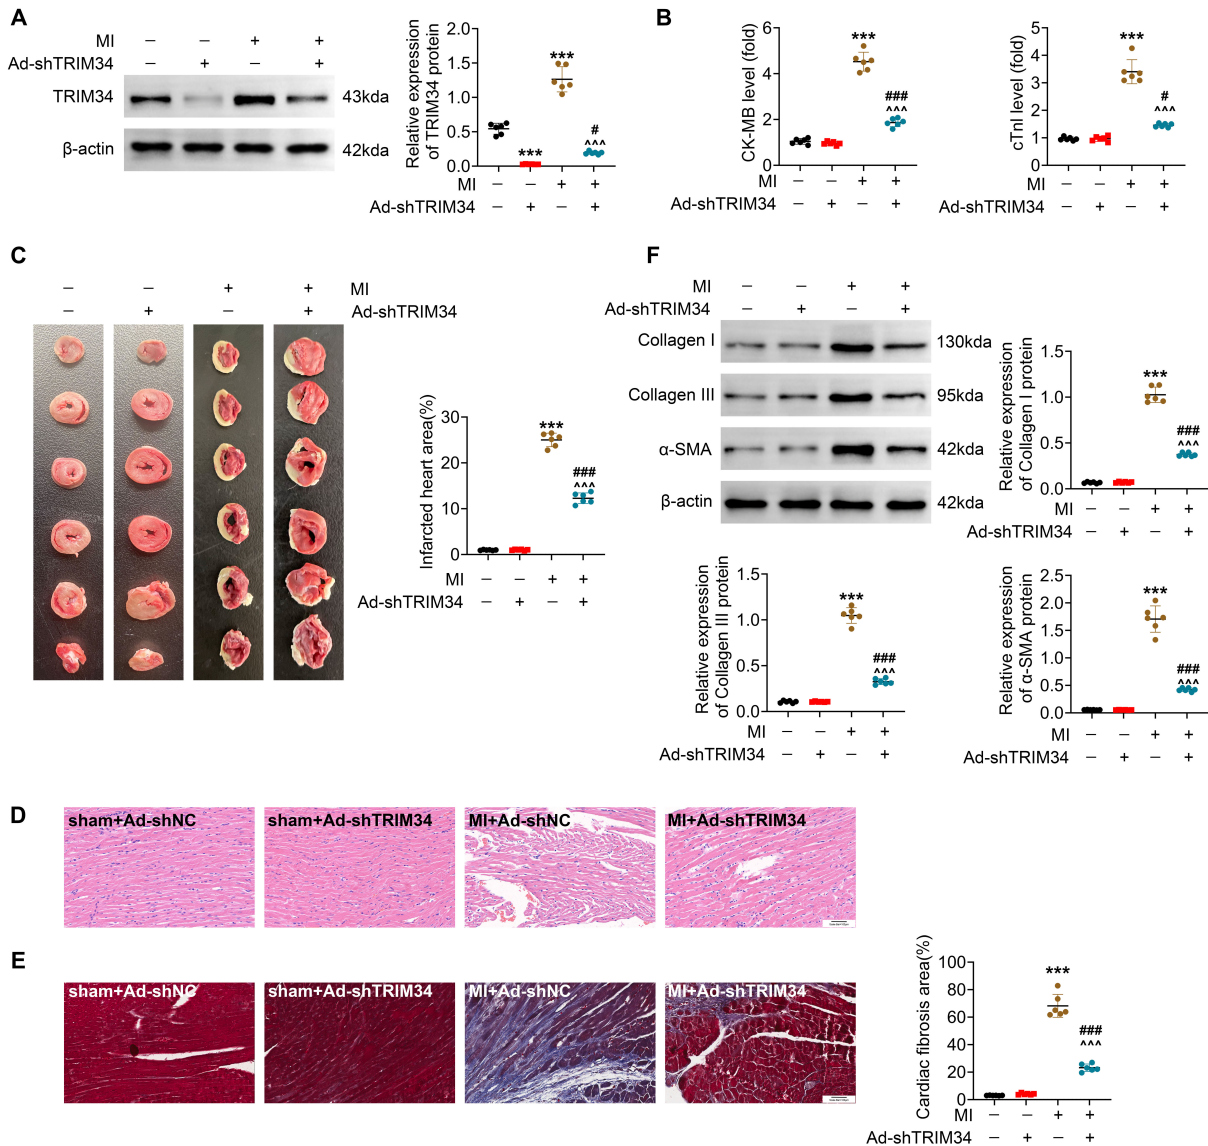 A
MI – – + +
Ad-shTRIM34 – + – +
TRIM34 43kda
β-actin 42kda
Relative expression
of TRIM34 protein
2.0
1.5
1.0
0.5
0.0
***
***
#
^^^
MI – – + +
Ad-shTRIM34 – + – +
B
CK-MB level (fold)
6
4
2
0
***
###
^^^
MI – – + +
Ad-shTRIM34 – + – +
cTnI level (fold)
5
4
3
2
1
0
***
#
^^^
MI – – + +
Ad-shTRIM34 – + – +
C
– – + + MI
– + – + Ad-shTRIM34
Infarcted heart area(%)
30
20
10
0
***
###
^^^
MI – – + +
Ad-shTRIM34 – + – +
F
MI – – + +
Ad-shTRIM34 – + – +
Collagen I 130kda
Collagen III 95kda
α-SMA 42kda
β-actin 42kda
Relative expression
of Collagen I protein
1.5
1.0
0.5
0.0
***
###
^^^
MI – – + +
Ad-shTRIM34 – + – +
Relative expression
of Collagen III protein
1.5
1.0
0.5
0.0
***
###
^^^
MI – – + +
Ad-shTRIM34 – + – +
Relative expression
of α-SMA protein
2.5
2.0
1.5
1.0
0.5
0.0
***
###
^^^
MI – – + +
Ad-shTRIM34 – + – +
D
sham+Ad-shNC
sham+Ad-shTRIM34
MI+Ad-shNC
MI+Ad-shTRIM34
E
sham+Ad-shNC
sham+Ad-shTRIM34
MI+Ad-shNC
MI+Ad-shTRIM34
Cardiac fibrosis area(%)
100
80
60
40
20
0
***
###
^^^
MI – – + +
Ad-shTRIM34 – + – +